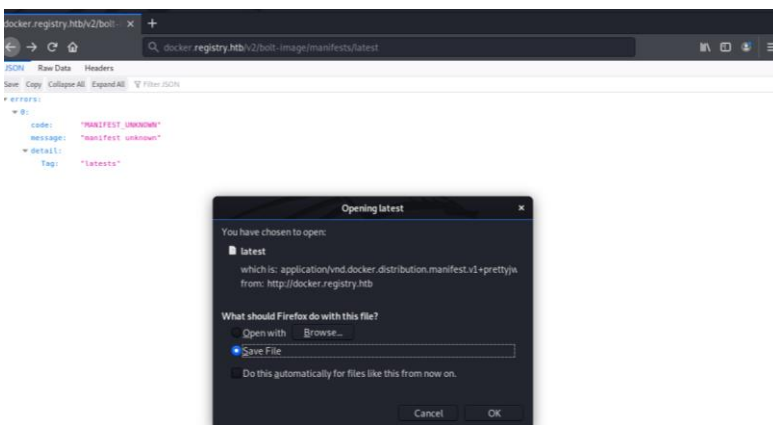 docker.registry.htb/v2/bolt-
docker.registry.htb/v2/bolt-image/manifests/latest
JSON Raw Data Headers
Save Copy Collapse All Expand All Filter JSON
errors:
0:
code: "MANIFEST_UNKNOWN"
message: "manifest unknown"
detail:
Tag: "latests"
Opening latest
You have chosen to open:
latest
which is: application/vnd.docker.distribution.manifest.v1+prettyjw
from: http://docker.registry.htb
What should Firefox do with this file?
Open with Browse...
Save File
Do this automatically for files like this from now on.
Cancel OK